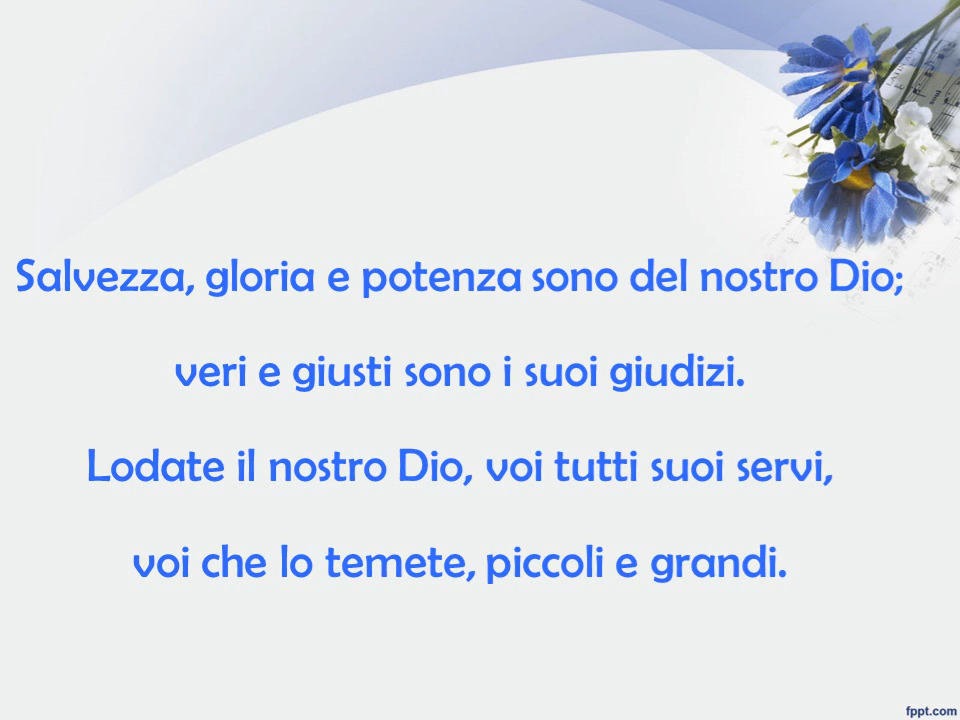 Salvezza, gloria e potenza sono del nostro Dio;
veri e giusti sono i suoi giudizi.
Lodate il nostro Dio, voi tutti suoi servi,
voi che lo temete, piccoli e grandi.
fppt.com